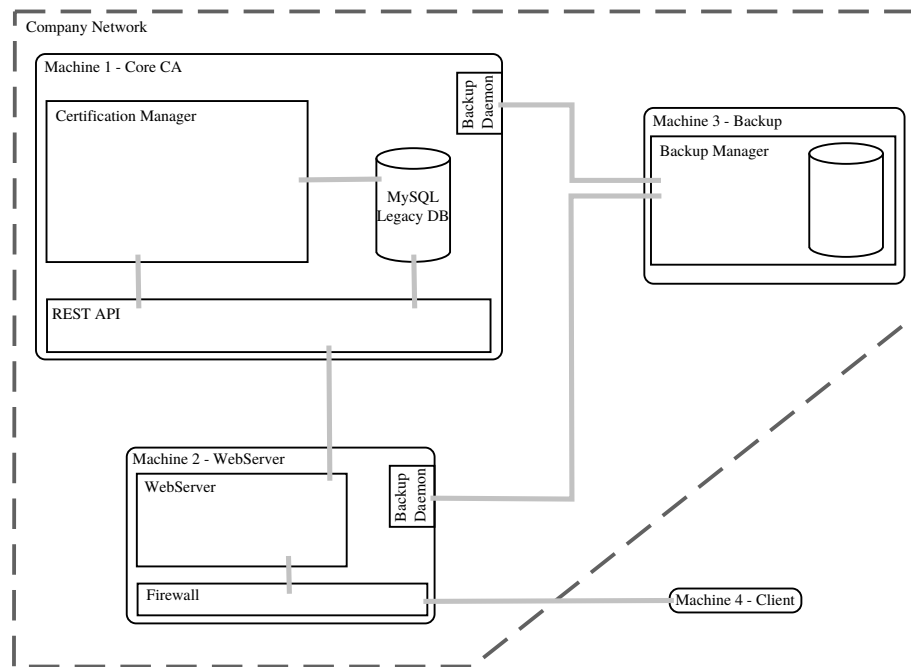 Company Network
Machine 1 - Core CA
Backup
Daemon
Certification Manager
MySQL
Legacy DB
REST API
Machine 3 - Backup
Backup Manager
Machine 2 - WebServer
WebServer
Backup
Daemon
Firewall
Machine 4 - Client